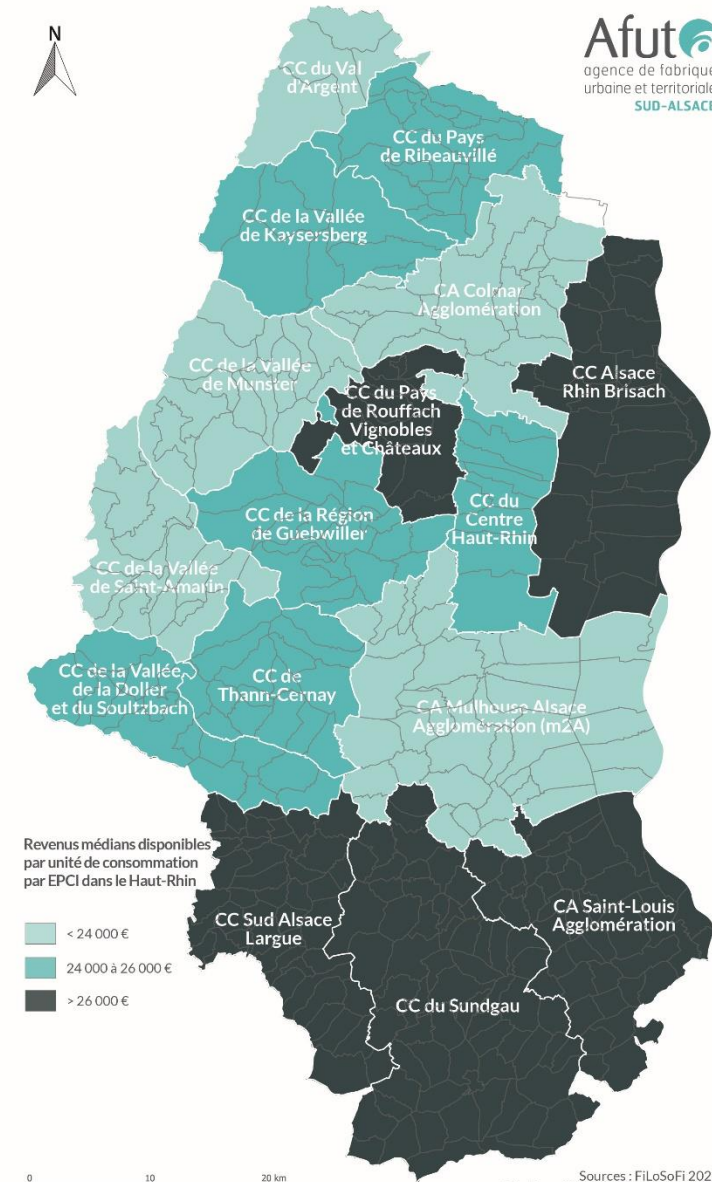 N
Afut
agence de fabrique
urbaine et territoriale
SUD-ALSACE
CC du Val
d'Argent
CC du Pays
de Ribeauvillé
CC de la Vallée
de Kaysersberg
CA Colmar
Agglomération
CC de la Vallée
de Munster
CC du Pays
de Rouffach
Vignobles
et Châteaux
CC Alsace
Rhin Brisach
CC de la Région
de Guebwiller
CC du
Centre
Haut-Rhin
CC de la Vallée
de Saint-Amarin
CC de la Vallée
de la Doller
et du Soultzbach
CC de
Thann-Cernay
CA Mulhouse Alsace
Agglomération (m2A)
Revenus médians disponibles
par unité de consommation
par EPCI dans le Haut-Rhin
< 24 000 €
24 000 à 26 000 €
> 26 000 €
CC Sud Alsace
Largue
CA Saint-Louis
Agglomération
CC du Sundgau
0 10 20 km
Sources : FiLoSoFi 202